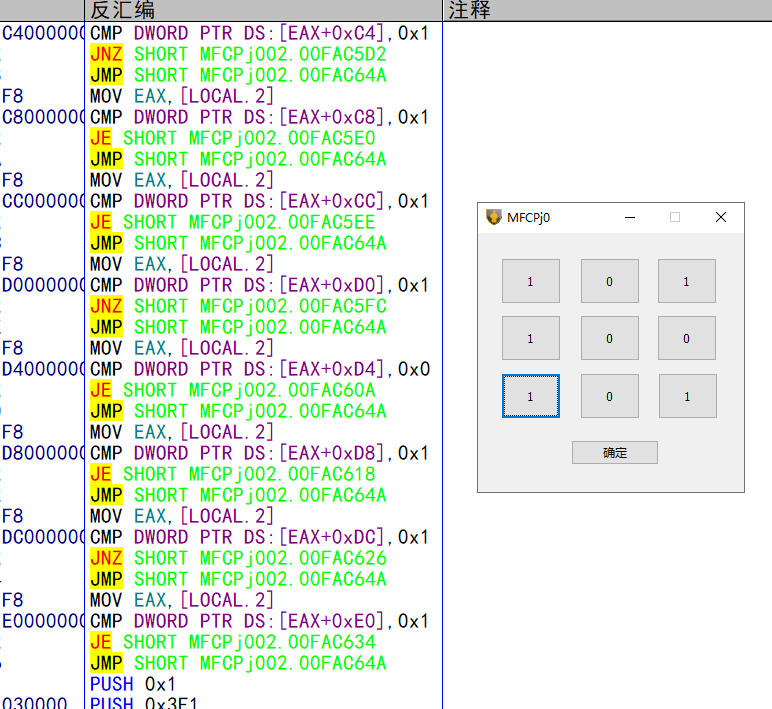 反汇编 注释
C4000000 CMP DWORD PTR DS:[EAX+0xC4],0x1
JNZ SHORT MFCPj002.00FAC5D2
JMP SHORT MFCPj002.00FAC64A
F8 MOV EAX,[LOCAL.2]
C8000000 CMP DWORD PTR DS:[EAX+0xC8],0x1
JE SHORT MFCPj002.00FAC5E0
JMP SHORT MFCPj002.00FAC64A
F8 MOV EAX,[LOCAL.2]
CC000000 CMP DWORD PTR DS:[EAX+0xCC],0x1
JE SHORT MFCPj002.00FAC5EE
JMP SHORT MFCPj002.00FAC64A
F8 MOV EAX,[LOCAL.2]
D0000000 CMP DWORD PTR DS:[EAX+0xD0],0x1
JNZ SHORT MFCPj002.00FAC5FC
JMP SHORT MFCPj002.00FAC64A
F8 MOV EAX,[LOCAL.2]
D4000000 CMP DWORD PTR DS:[EAX+0xD4],0x0
JE SHORT MFCPj002.00FAC60A
JMP SHORT MFCPj002.00FAC64A
F8 MOV EAX,[LOCAL.2]
D8000000 CMP DWORD PTR DS:[EAX+0xD8],0x1
JE SHORT MFCPj002.00FAC618
JMP SHORT MFCPj002.00FAC64A
F8 MOV EAX,[LOCAL.2]
DC000000 CMP DWORD PTR DS:[EAX+0xDC],0x1
JNZ SHORT MFCPj002.00FAC626
JMP SHORT MFCPj002.00FAC64A
F8 MOV EAX,[LOCAL.2]
E0000000 CMP DWORD PTR DS:[EAX+0xE0],0x1
JE SHORT MFCPj002.00FAC634
JMP SHORT MFCPj002.00FAC64A
PUSH 0x1
030000 PUSH 0x3F1
MFCPj0
1 0 1
1 0 0
1 0 1
确定